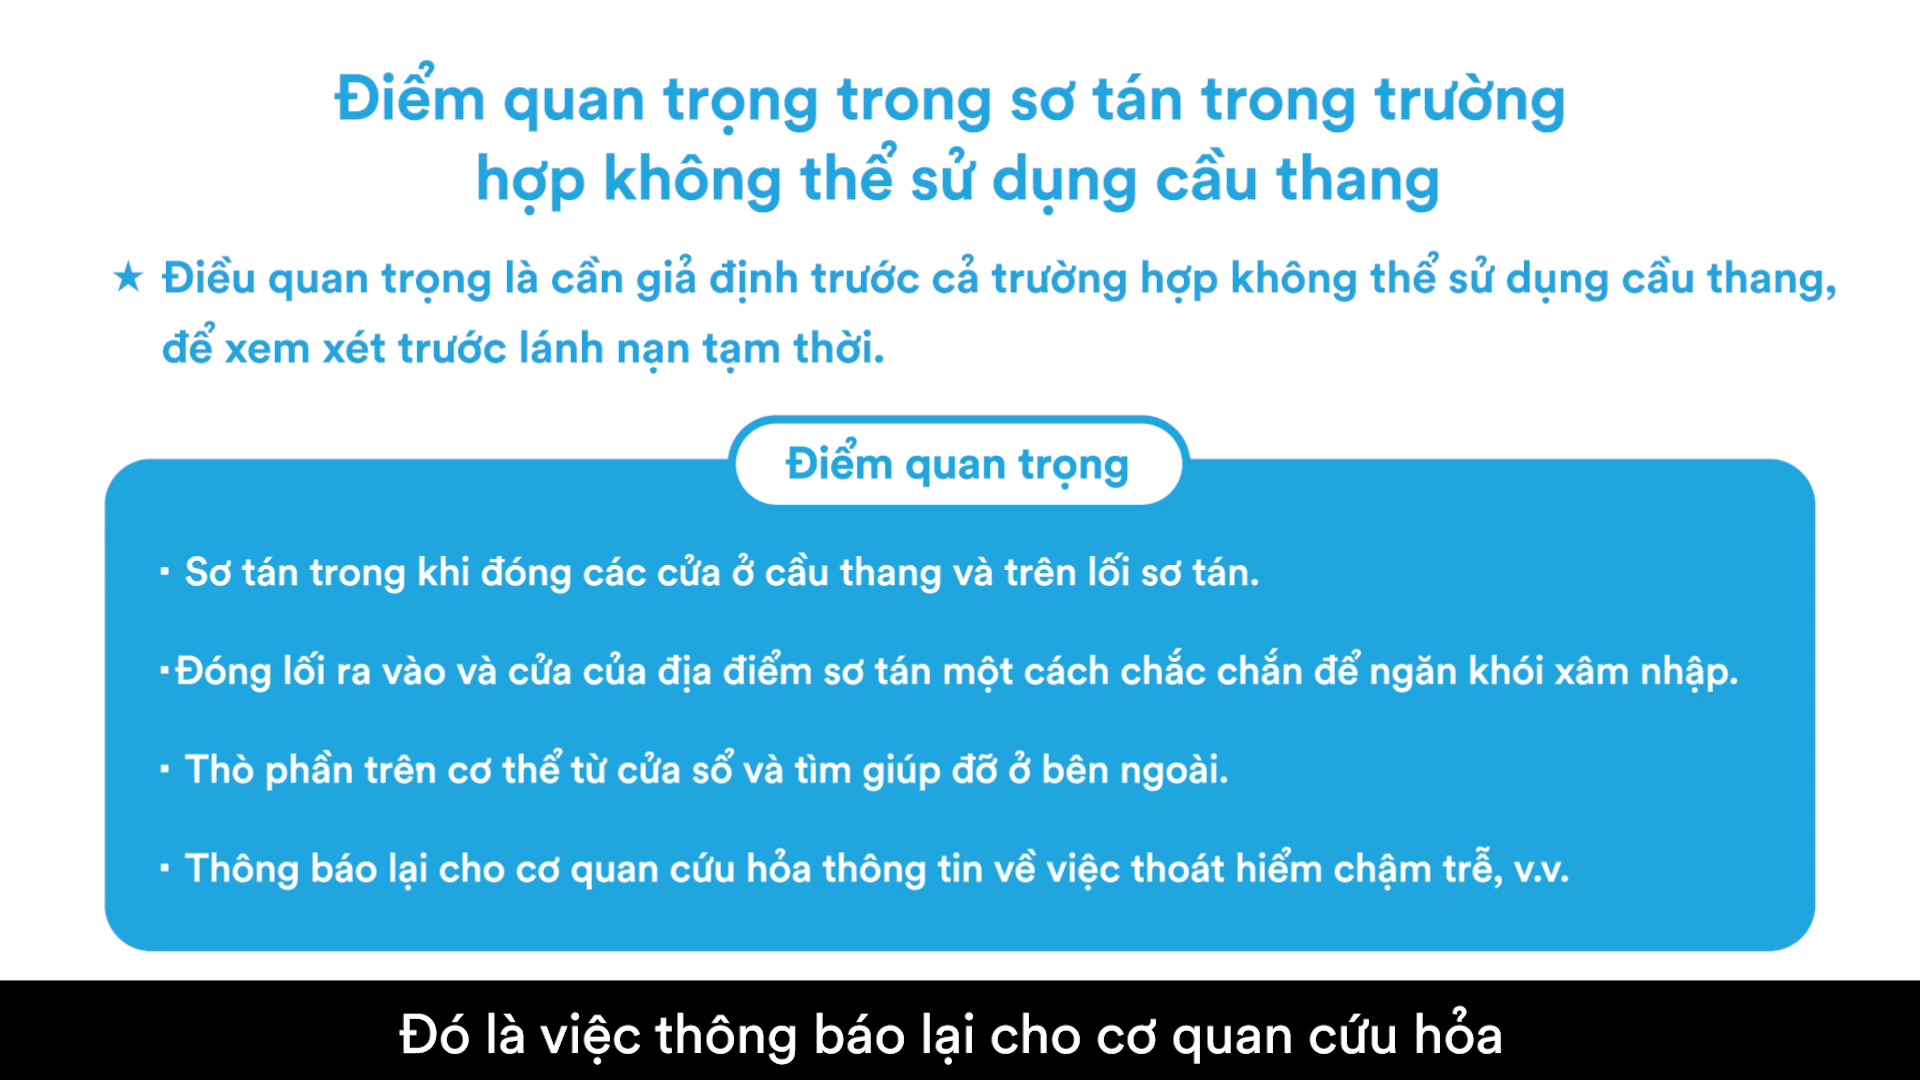 Điểm quan trọng trong sơ tán trong trường
hợp không thể sử dụng cầu thang
★ Điều quan trọng là cần giả định trước cả trường hợp không thể sử dụng cầu thang,
để xem xét trước lánh nạn tạm thời.
Điểm quan trọng
· Sơ tán trong khi đóng các cửa ở cầu thang và trên lối sơ tán.
· Đóng lối ra vào và cửa của địa điểm sơ tán một cách chắc chắn để ngăn khói xâm nhập.
· Thò phần trên cơ thể từ cửa sổ và tìm giúp đỡ ở bên ngoài.
· Thông báo lại cho cơ quan cứu hỏa thông tin về việc thoát hiểm chậm trễ, v.v.
Đó là việc thông báo lại cho cơ quan cứu hỏa